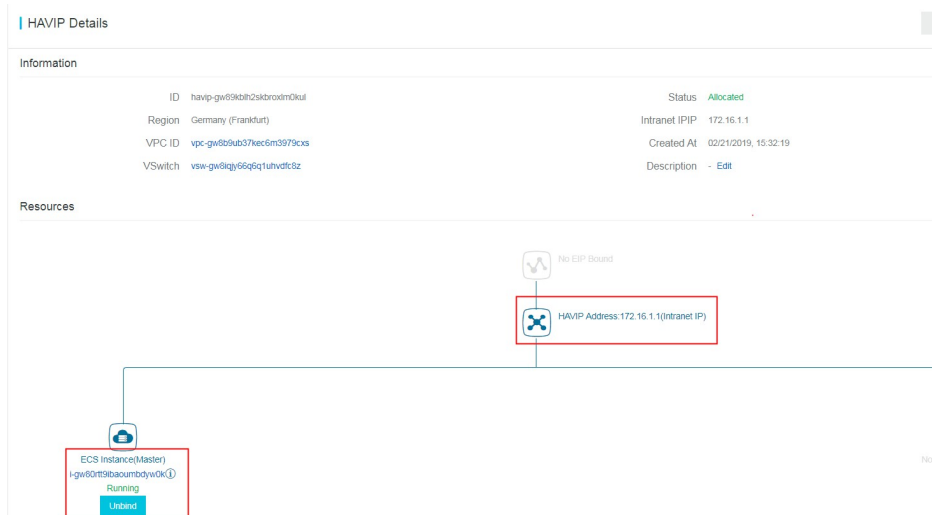 HAVIP Details
Information
ID havip-gw89kblh2skbroxlm0kul Status Allocated
Region Germany (Frankfurt) Intranet IPIP 172.16.1.1
VPC ID vpc-gw8b9ub37kec6m3979cxs Created At 02/21/2019, 15:32:19
VSwitch vsw-gw8iqjy66q6q1uhvdfc8z Description - Edit
Resources
No EIP Bound
HAVIP Address:172.16.1.1(Intranet IP)
ECS Instance(Master)
i-gw80rtt9ibaoumbdyw0k
No
Running
Unbind